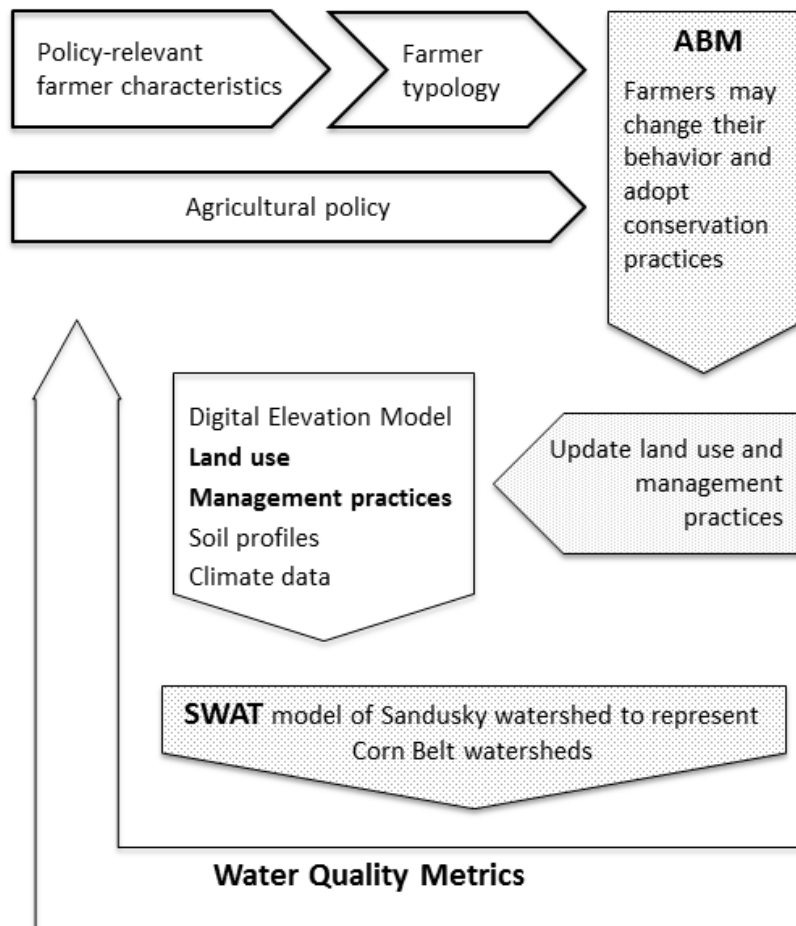 Policy-relevant
farmer characteristics
Farmer
typology
ABM
Farmers may
change their
behavior and
adopt
conservation
practices
Agricultural policy
Digital Elevation Model
Land use
Management practices
Soil profiles
Climate data
Update land use and
management
practices
SWAT model of Sandusky watershed to represent
Corn Belt watersheds
Water Quality Metrics